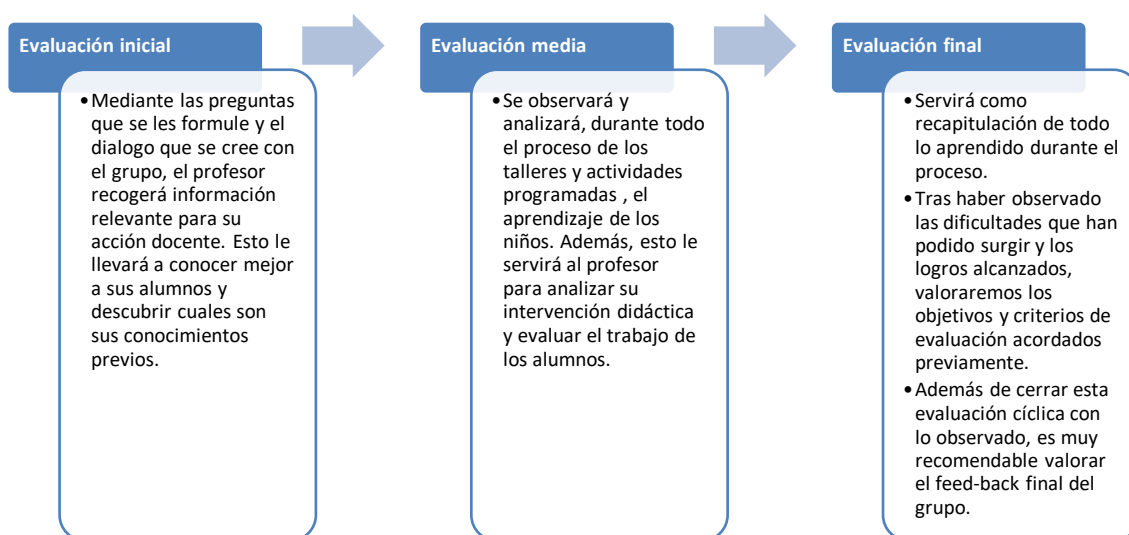 Evaluación inicial
•Mediante las preguntas
que se les formule y el
dialogo que se cree con
el grupo, el profesor
recogerá información
relevante para su
acción docente. Esto le
llevará a conocer mejor
a sus alumnos y
descubrir cuales son
sus conocimientos
previos.
Evaluación media
•Se observará y
analizará, durante todo
el proceso de los
talleres y actividades
programadas , el
aprendizaje de los
niños. Además, esto le
servirá al profesor
para analizar su
intervención didáctica
y evaluar el trabajo de
los alumnos.
Evaluación final
•Servirá como
recapitulación de todo
lo aprendido durante el
proceso.
•Tras haber observado
las dificultades que han
podido surgir y los
logros alcanzados,
valoraremos los
objetivos y criterios de
evaluación acordados
previamente.
•Además de cerrar esta
evaluación cíclica con
lo observado, es muy
recomendable valorar
el feed-back final del
grupo.